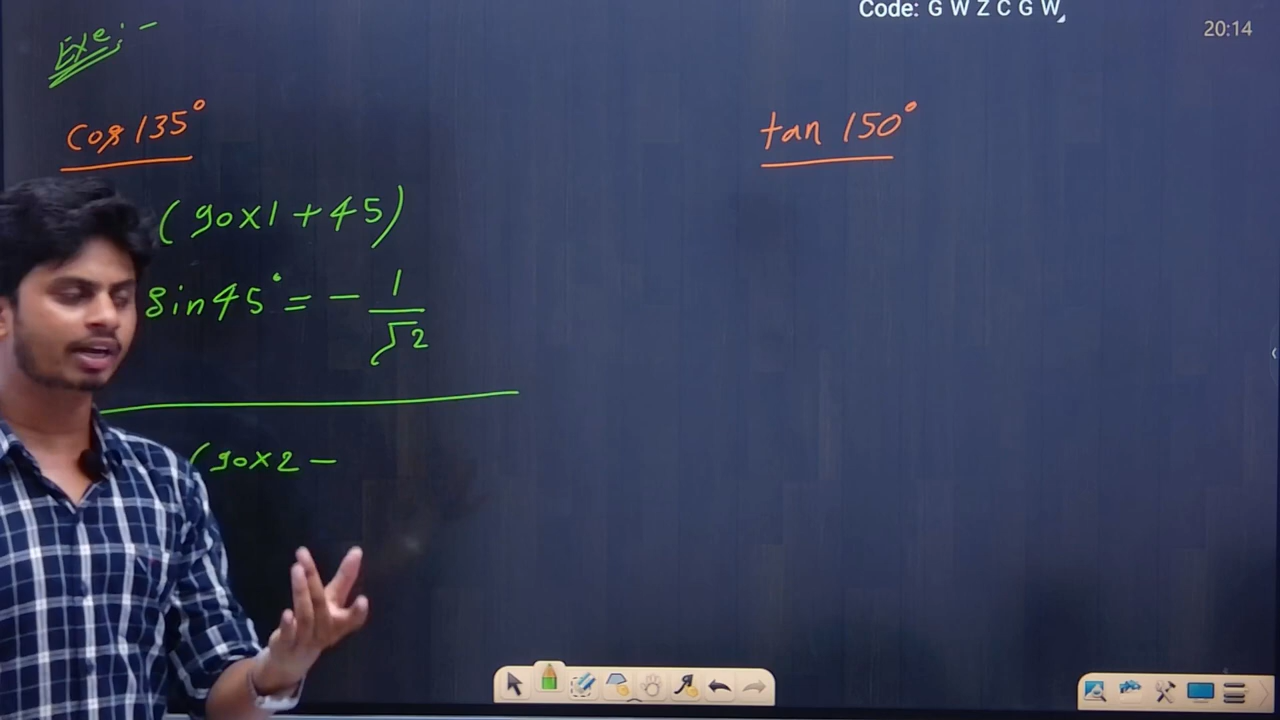 Code: G W Z C G W
20:14
Exe:-
cos 135°
(90×1+45)
sin45° = - 1/√2
(90×2-
tan 150°